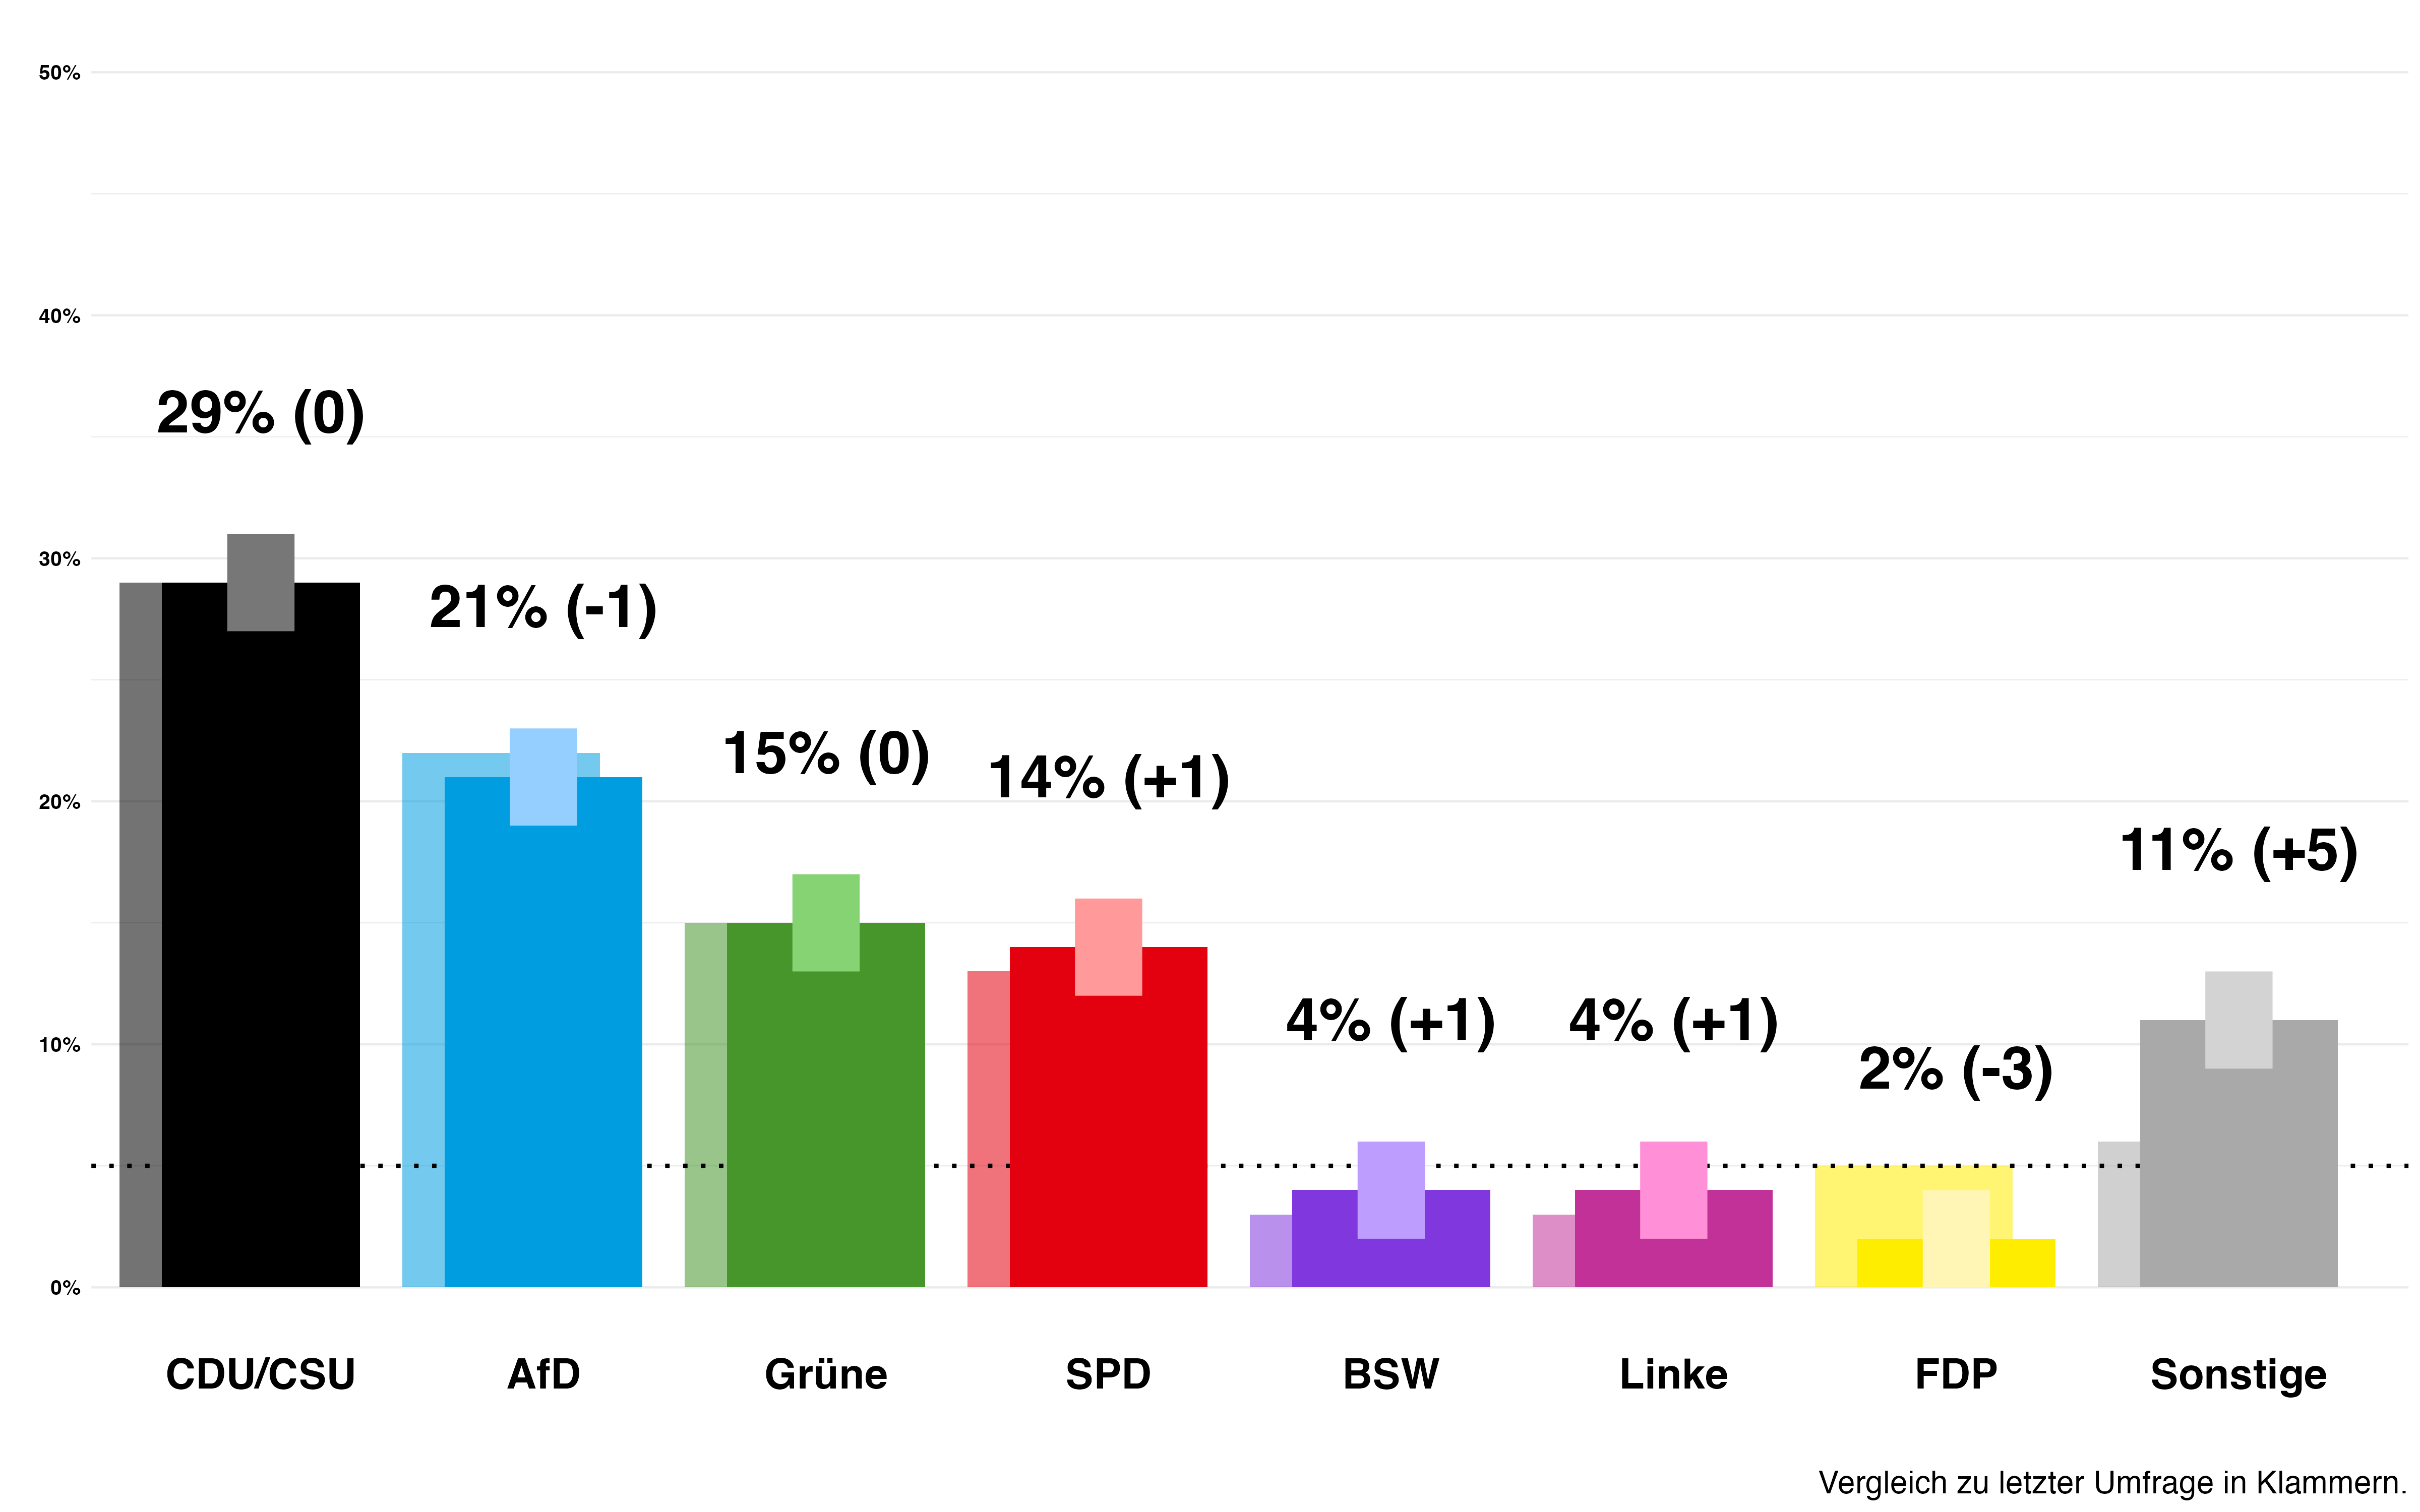 50%
40%
30%
20%
10%
0%
29% (0)
21% (-1)
15% (0)
14% (+1)
4% (+1)
4% (+1)
2% (-3)
11% (+5)
CDU/CSU
AfD
Grüne
SPD
BSW
Linke
FDP
Sonstige
Vergleich zu letzter Umfrage in Klammern.